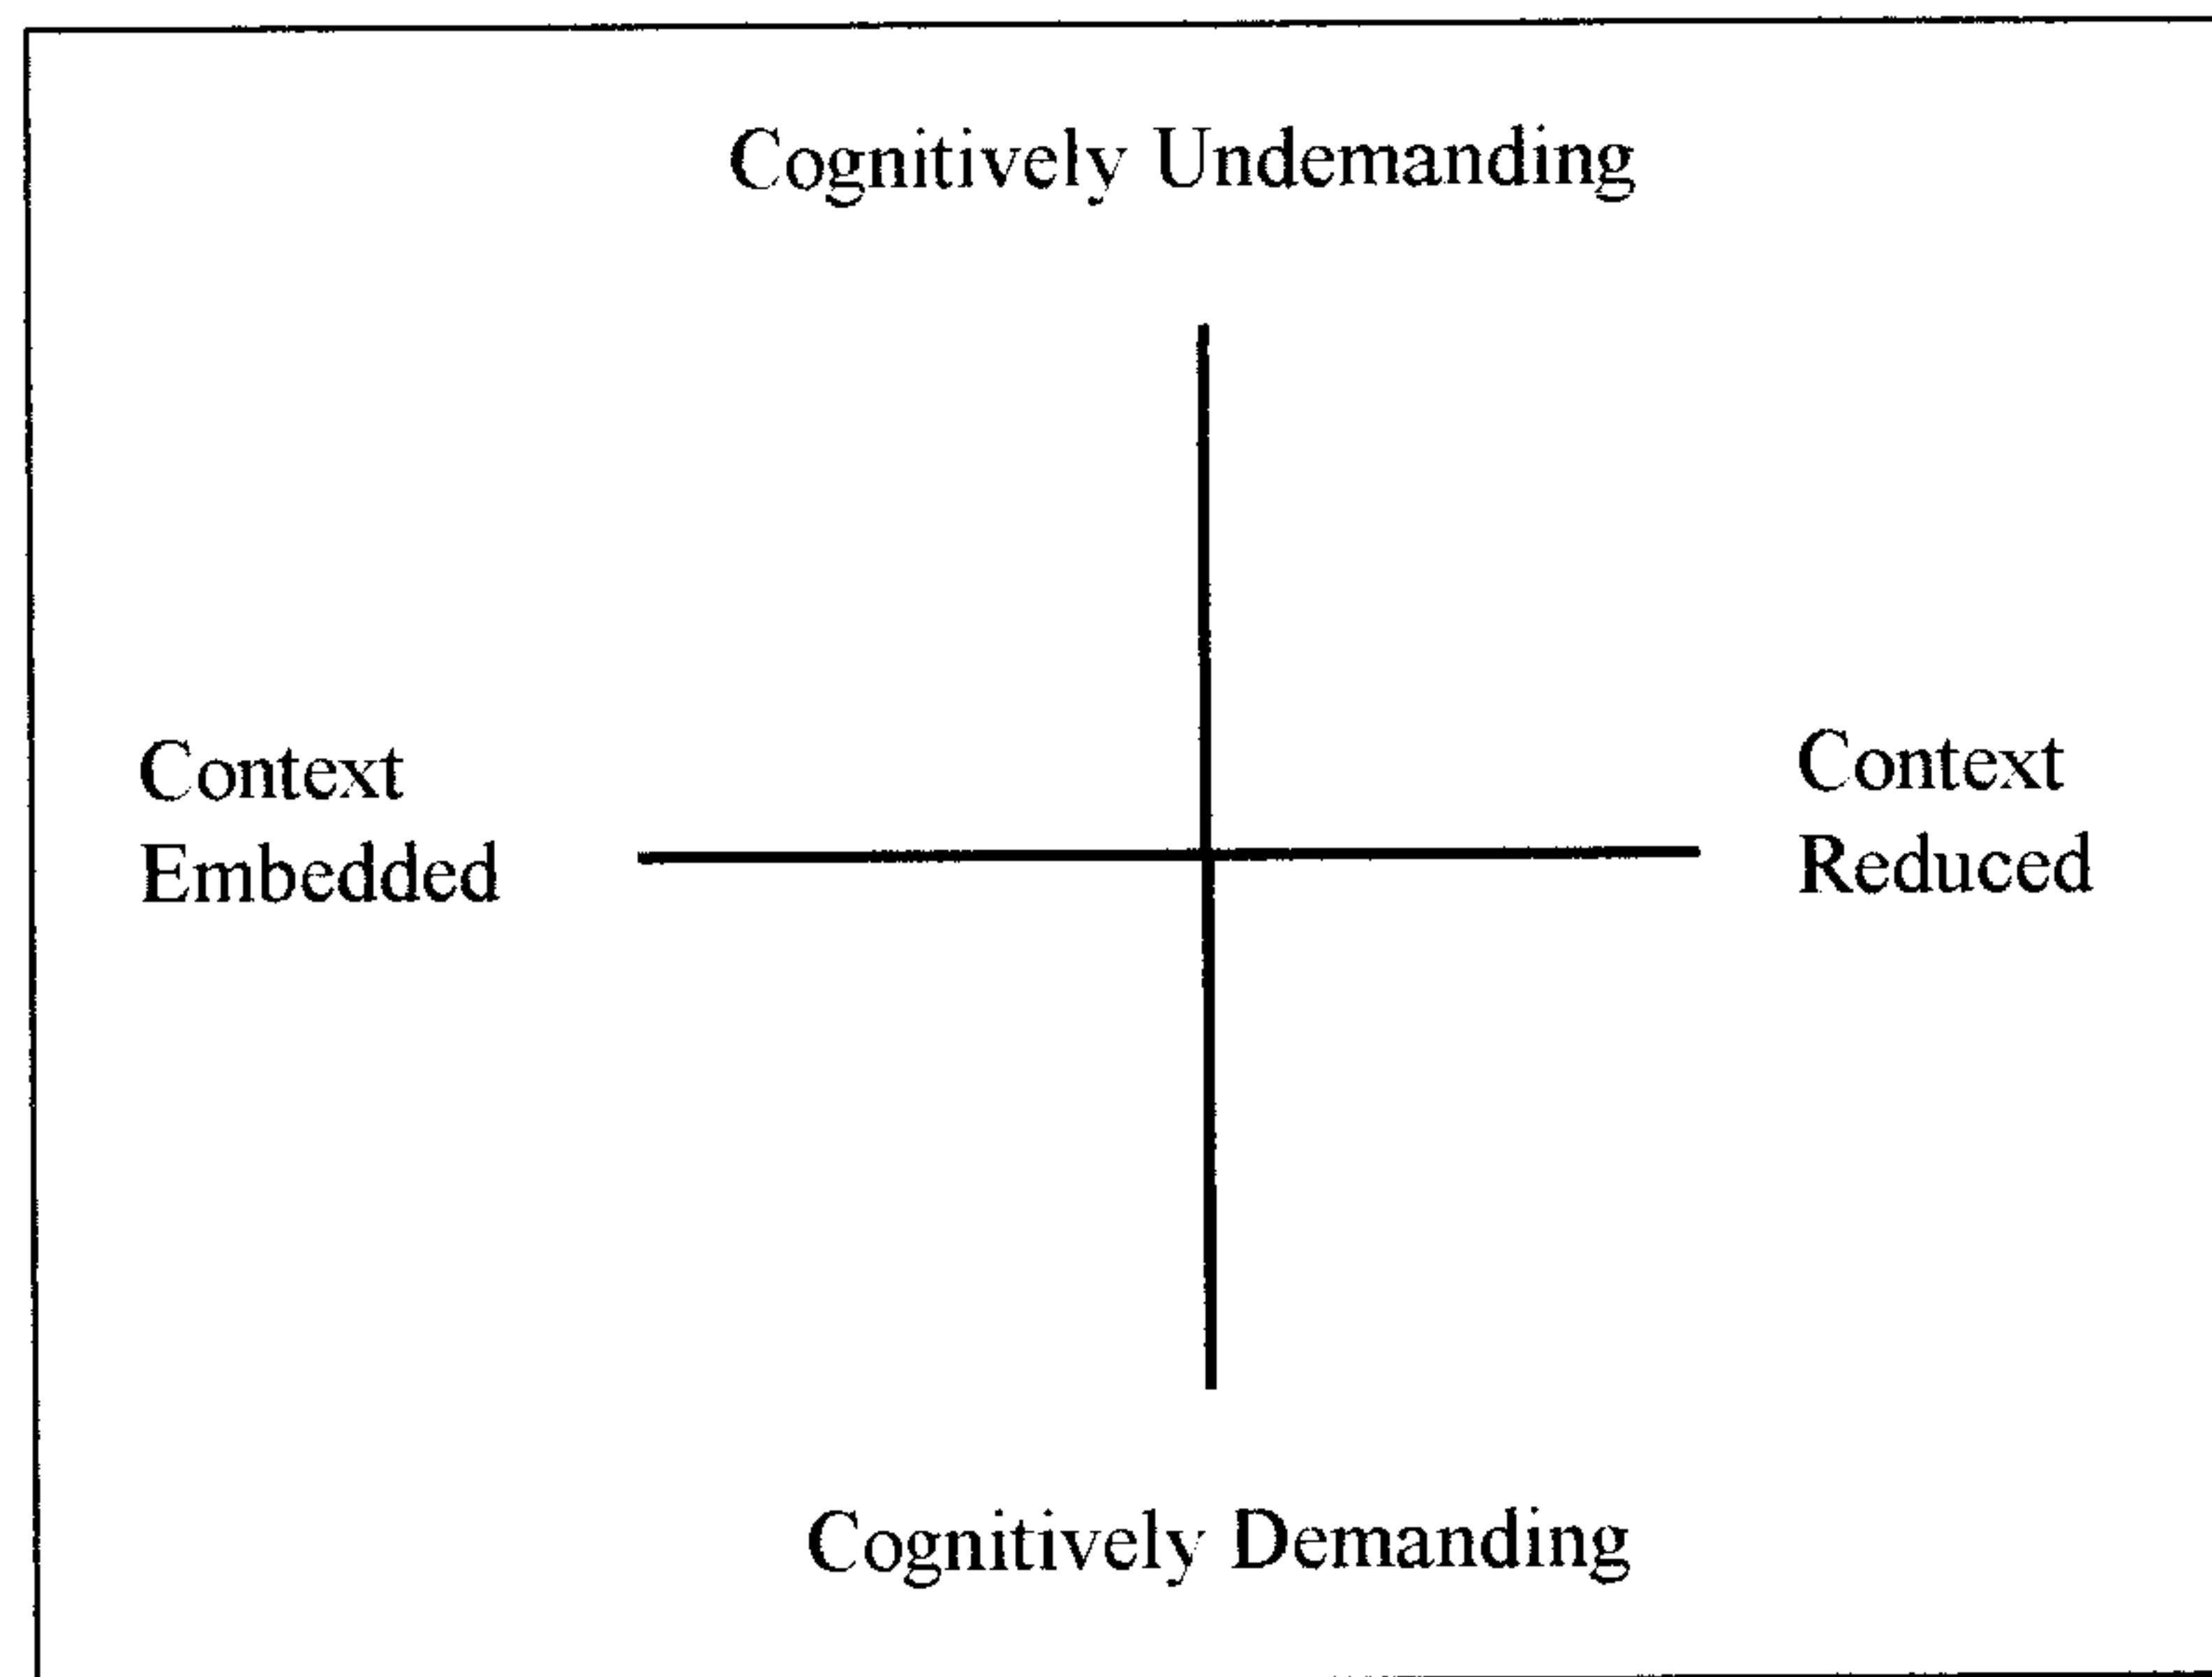 Cognitively Undemanding
Context
Embedded
Context
Reduced
Cognitively Demanding